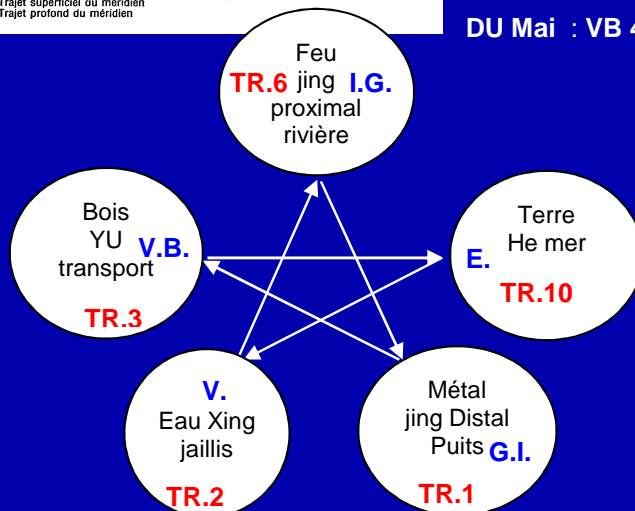 Trajet superficiel du méridien
Trajet profond du méridien
DU Mai : VB 4
Feu
TR.6 jing I.G.
proximal
rivière
Bois
YU V.B.
transport
TR.3
Terre
He mer
E.
TR.10
V.
Eau Xing
jaillis
TR.2
Métal
jing Distal
Puits G.I.
TR.1